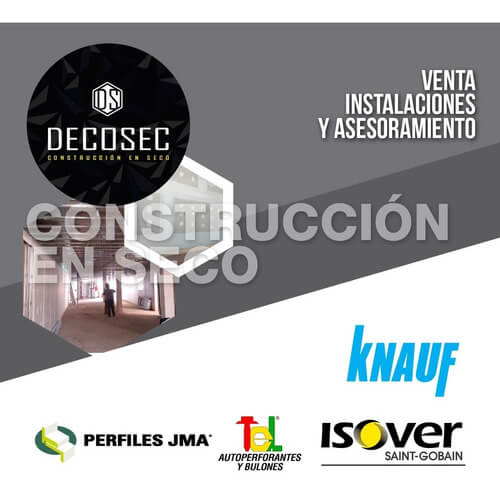 DS
DECOSEC
CONSTRUCCIÓN EN SECO
VENTA
INSTALACIONES
Y ASESORAMIENTO
CONSTRUCCIÓN
EN SECO
KNAUF
PERFILES JMA®
TEL
AUTOPERFORANTES
Y BULONES
ISOVER
SAINT-GOBAIN